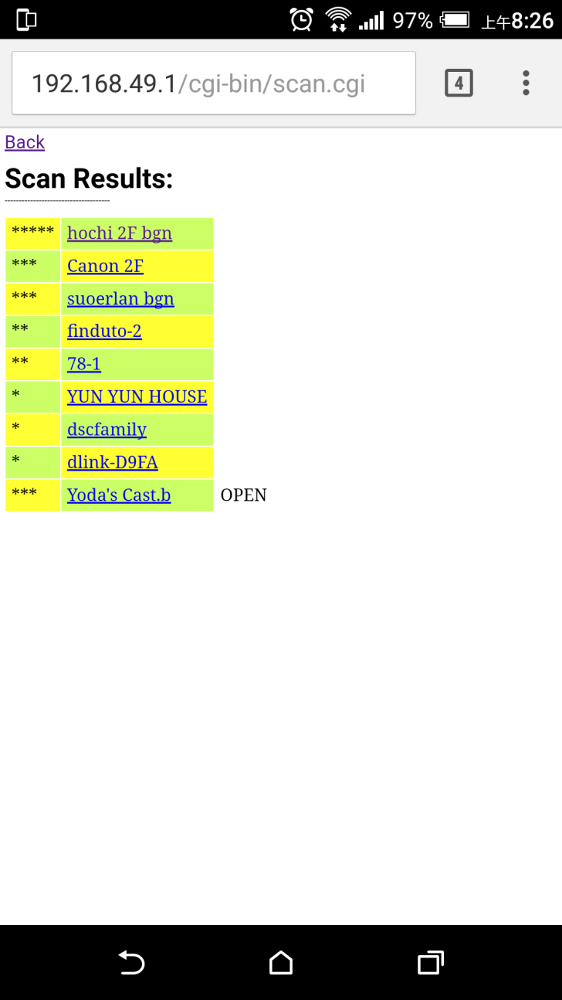 97% 上午8:26
192.168.49.1/cgi-bin/scan.cgi 4
Back
Scan Results:
-----------------------------------
***** hochi 2F bgn
*** Canon 2F
*** suoerlan bgn
** finduto-2
** 78-1
* YUN YUN HOUSE
* dscfamily
* dlink-D9FA
*** Yoda's Cast.b OPEN